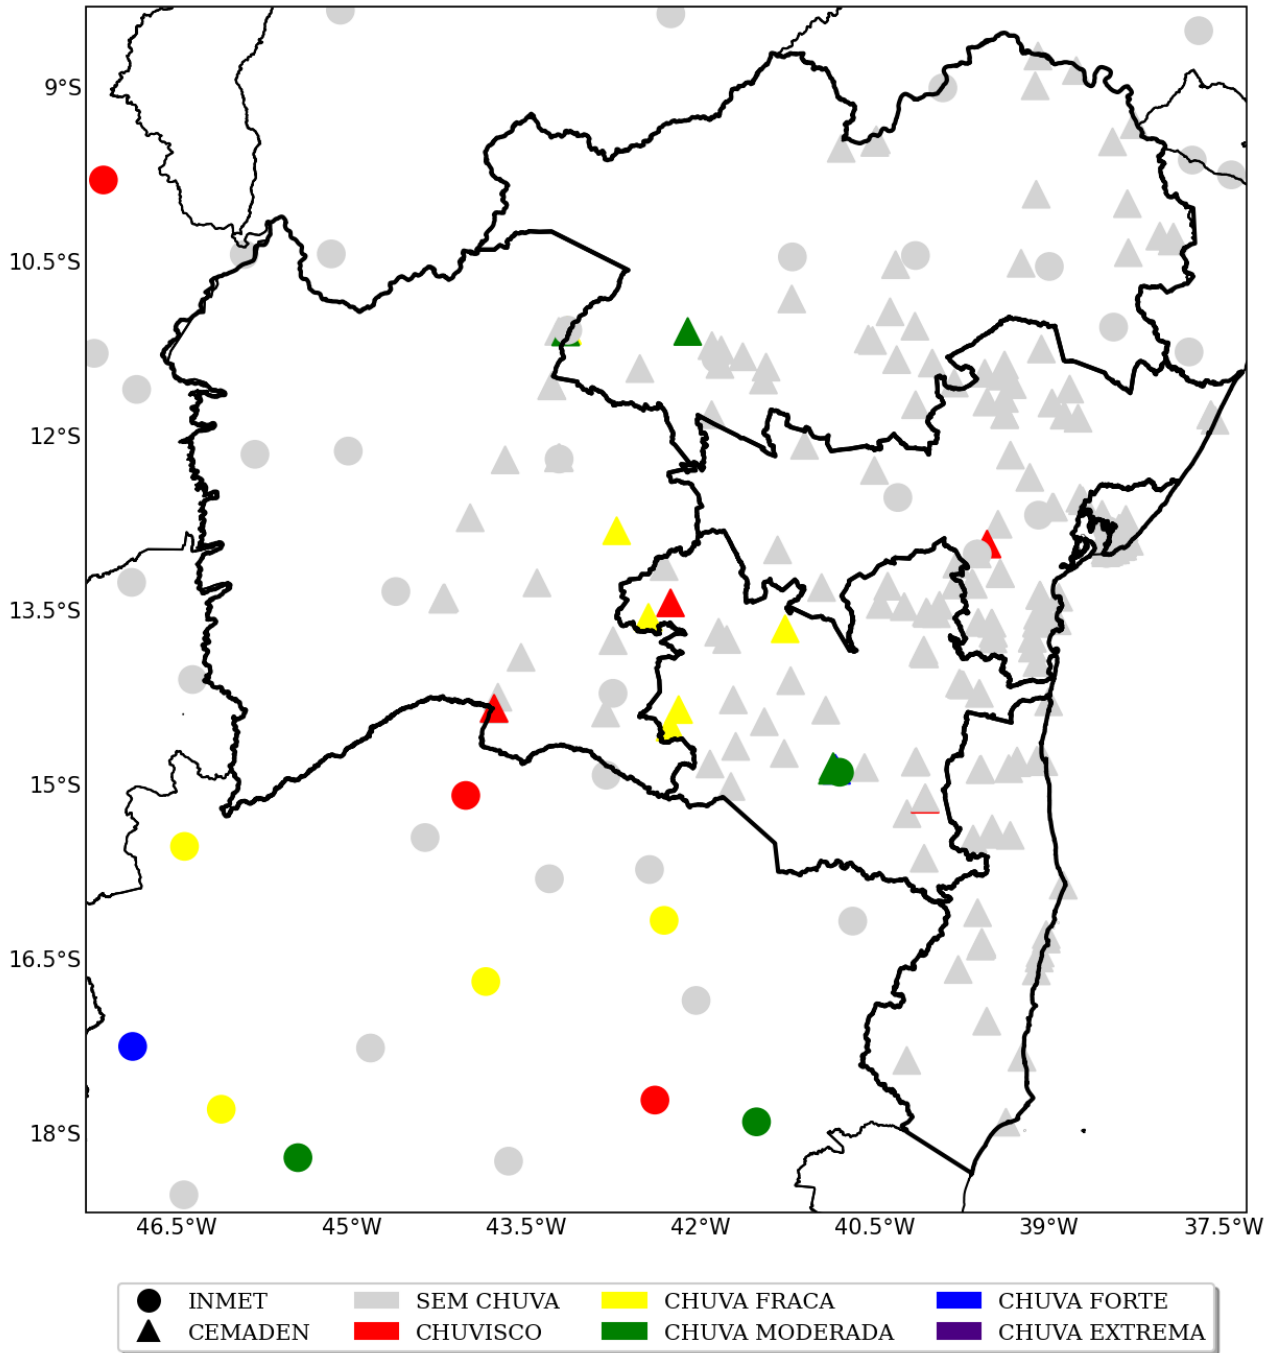 9°S
10.5°S
12°S
13.5°S
15°S
16.5°S
18°S
46.5°W 45°W 43.5°W 42°W 40.5°W 39°W 37.5°W
INMET SEM CHUVA CHUVA FRACA CHUVA FORTE
CEMADEN CHUVISCO CHUVA MODERADA CHUVA EXTREMA